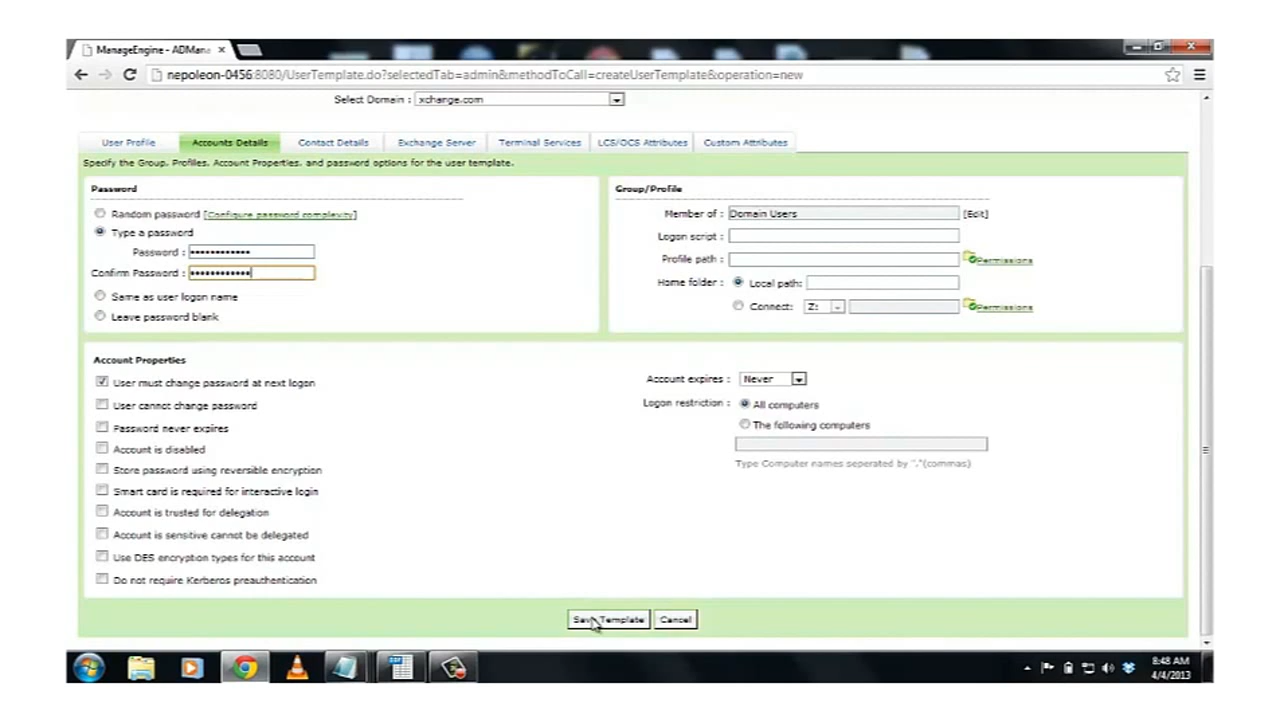 ManageEngine - ADMan
nepoleon-0456:8080/UserTemplate.do?selectedTab=admin&methodToCall=createUserTemplate&operation=new
Select Domain : xchange.com
User Profile Accounts Details Contact Details Exchange Server Terminal Services LCS/OCS Attributes Custom Attributes
Specify the Group, Profiles, Account Properties, and password options for the user template.
Password
Random password [Configure password complexity]
Type a password
Password : ••••••••••••
Confirm Password : ••••••••••••
Same as user logon name
Leave password blank
Group/Profile
Member of : Domain Users [Edit]
Logon script :
Profile path : Permissions
Home folder : Local path:
Connect: Z: Permissions
Account Properties
User must change password at next logon
User cannot change password
Password never expires
Account is disabled
Store password using reversible encryption
Smart card is required for interactive login
Account is trusted for delegation
Account is sensitive cannot be delegated
Use DES encryption types for this account
Do not require Kerberos preauthentication
Account expires : Never
Logon restriction : All computers
The following computers
Type Computer names seperated by ","(commas)
Save Template Cancel
8:48 AM
4/4/2013